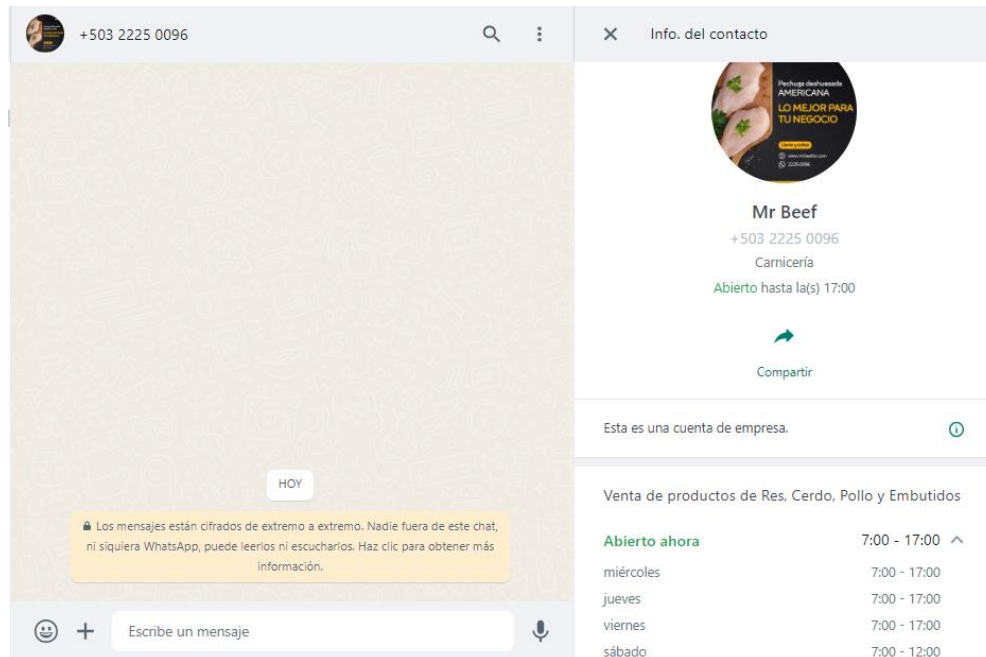 +503 2225 0096
HOY
Los mensajes están cifrados de extremo a extremo. Nadie fuera de este chat,
ni siquiera WhatsApp, puede leerlos ni escucharlos. Haz clic para obtener más
información.
Escribe un mensaje
Info. del contacto
Pechuga deshuesada
AMERICANA
LO MEJOR PARA
TU NEGOCIO
2225-0096
Mr Beef
+503 2225 0096
Carnicería
Abierto hasta la(s) 17:00
Compartir
Esta es una cuenta de empresa.
Venta de productos de Res, Cerdo, Pollo y Embutidos
Abierto ahora 7:00 - 17:00
miércoles 7:00 - 17:00
jueves 7:00 - 17:00
viernes 7:00 - 17:00
sábado 7:00 - 12:00